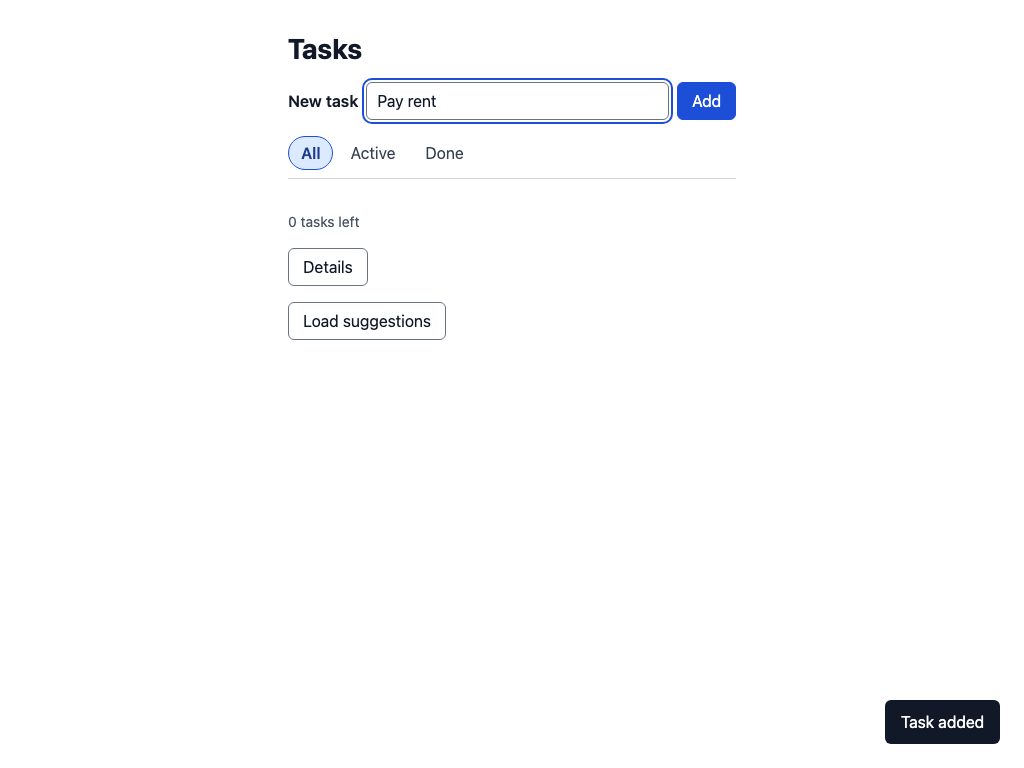 Tasks
New task Pay rent Add
All Active Done
0 tasks left
Details
Load suggestions
Task added